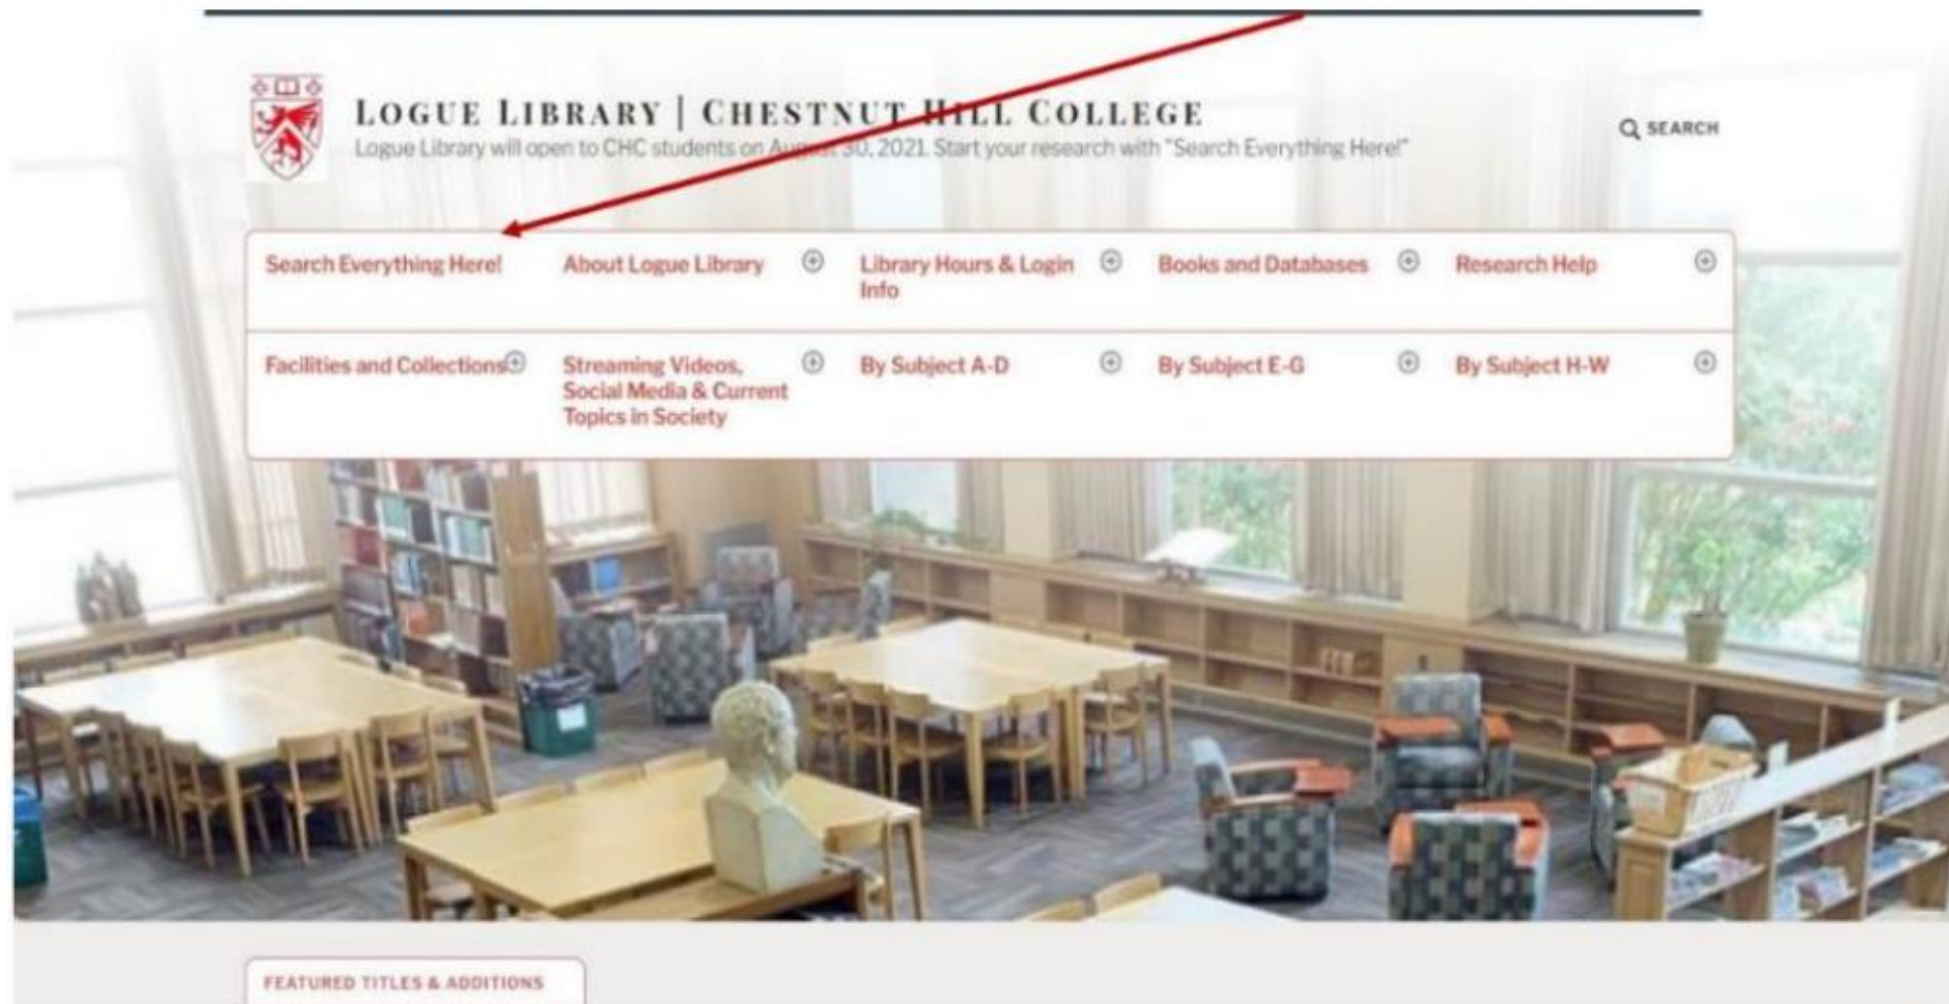 LOGUE LIBRARY | CHESTNUT HILL COLLEGE
Logue Library will open to CHC students on August 30, 2021. Start your research with "Search Everything Here!"
SEARCH
Search Everything Here!
About Logue Library
Library Hours & Login
Info
Books and Databases
Research Help
Facilities and Collections
Streaming Videos,
Social Media & Current
Topics in Society
By Subject A-D
By Subject E-G
By Subject H-W
FEATURED TITLES & ADDITIONS